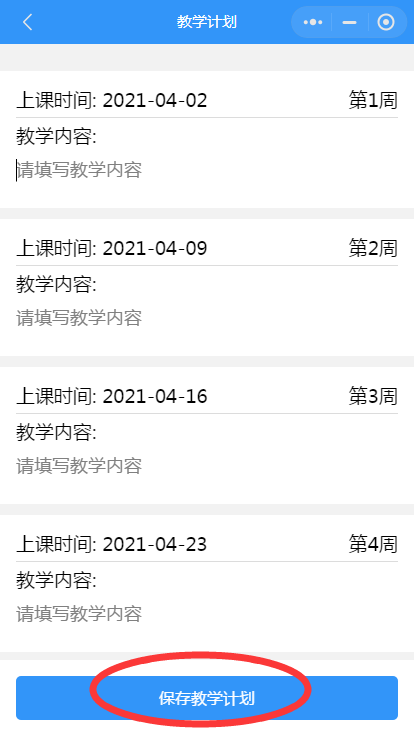 教学计划
上课时间: 2021-04-02 第1周
教学内容:
请填写教学内容
上课时间: 2021-04-09 第2周
教学内容:
请填写教学内容
上课时间: 2021-04-16 第3周
教学内容:
请填写教学内容
上课时间: 2021-04-23 第4周
教学内容:
请填写教学内容
保存教学计划